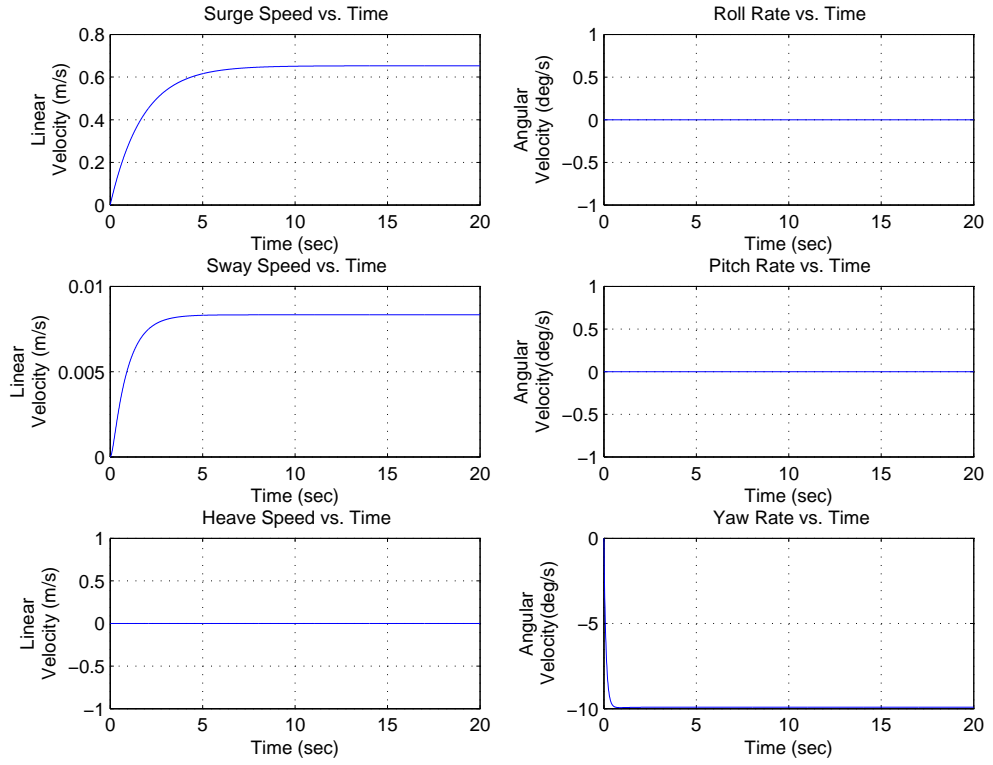 Surge Speed vs. Time
0.8
0.6
0.4
0.2
0
Linear
Velocity (m/s)
0 5 10 15 20
Time (sec)
Roll Rate vs. Time
1
0.5
0
−0.5
−1
Angular
Velocity (deg/s)
0 5 10 15 20
Time (sec)
Sway Speed vs. Time
0.01
0.005
0
Linear
Velocity (m/s)
0 5 10 15 20
Time (sec)
Pitch Rate vs. Time
1
0.5
0
−0.5
−1
Angular
Velocity(deg/s)
0 5 10 15 20
Time (sec)
Heave Speed vs. Time
1
0.5
0
−0.5
−1
Linear
Velocity (m/s)
0 5 10 15 20
Time (sec)
Yaw Rate vs. Time
0
−5
−10
Angular
Velocity(deg/s)
0 5 10 15 20
Time (sec)